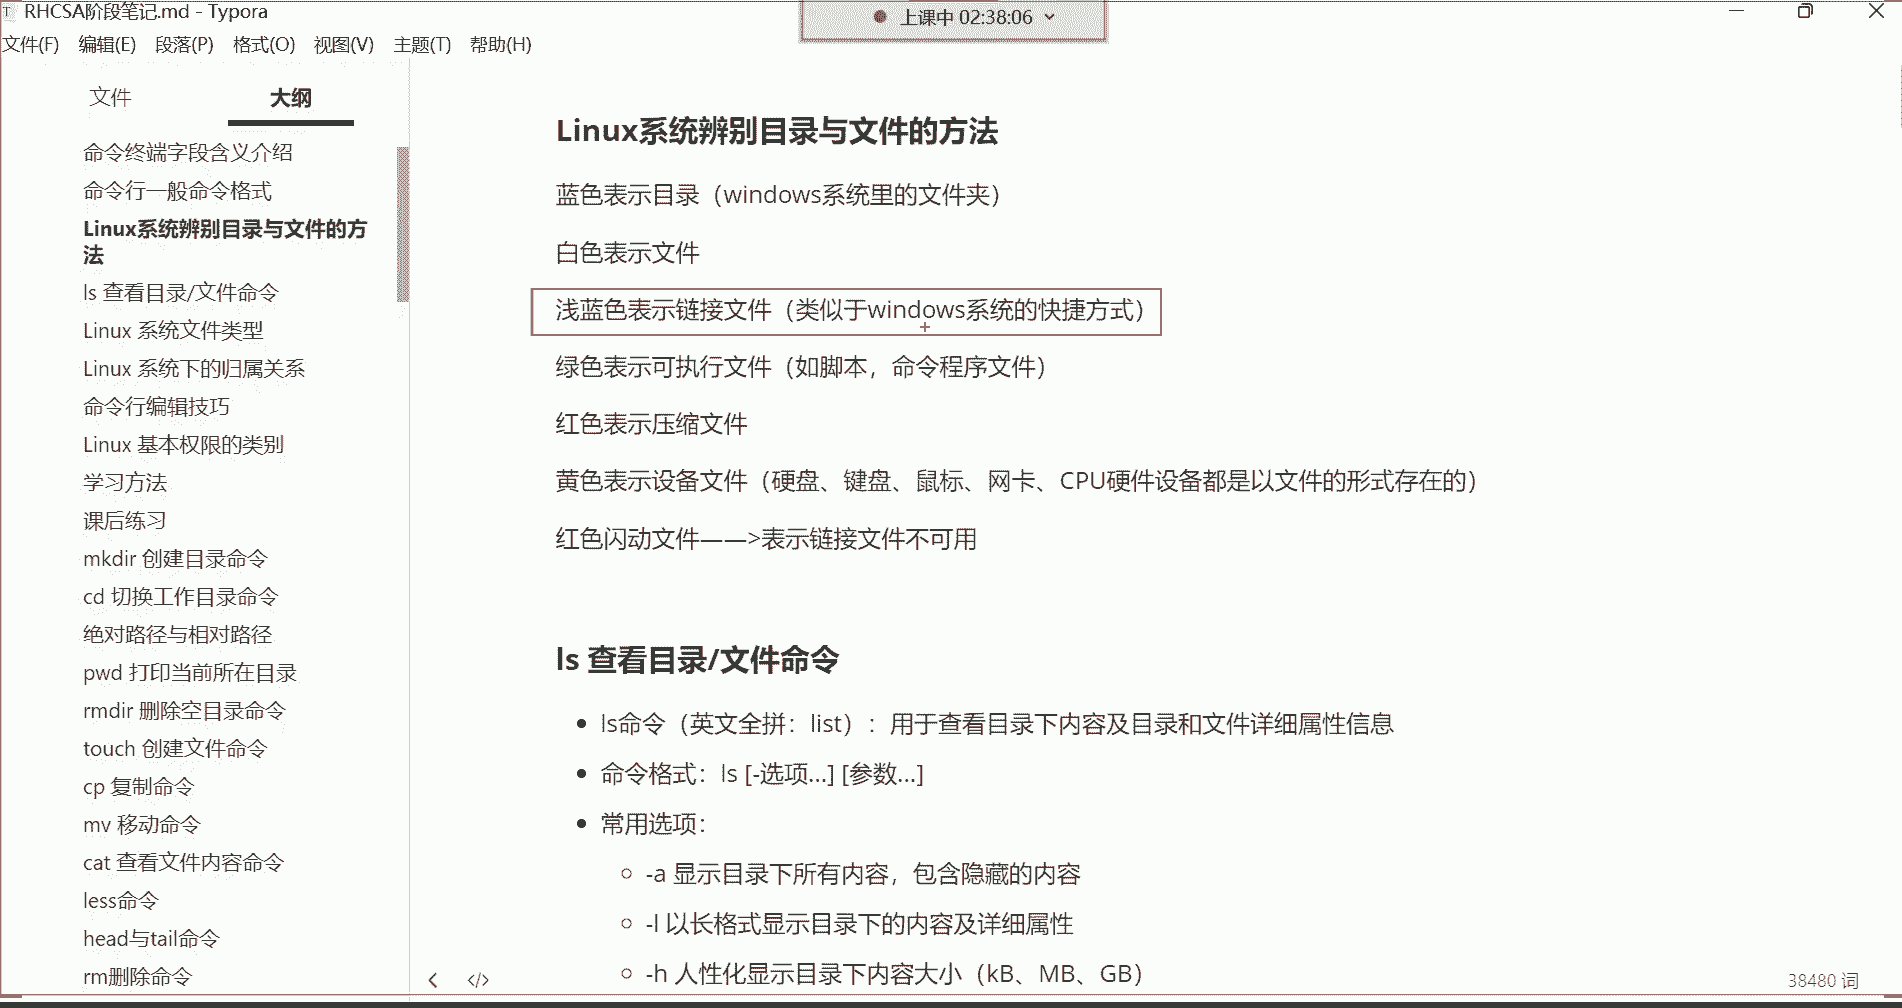 RHCSA阶段笔记.md - Typora
上课中 02:38:06
文件(F) 编辑(E) 段落(P) 格式(O) 视图(V) 主题(T) 帮助(H)
文件 大纲
命令终端字段含义介绍
命令行一般命令格式
Linux系统辨别目录与文件的方
法
ls 查看目录/文件命令
Linux 系统文件类型
Linux 系统下的归属关系
命令行编辑技巧
Linux 基本权限的类别
学习方法
课后练习
mkdir 创建目录命令
cd 切换工作目录命令
绝对路径与相对路径
pwd 打印当前所在目录
rmdir 删除空目录命令
touch 创建文件命令
cp 复制命令
mv 移动命令
cat 查看文件内容命令
less命令
head与tail命令
rm删除命令
Linux系统辨别目录与文件的方法
蓝色表示目录（windows系统里的文件夹）
白色表示文件
浅蓝色表示链接文件（类似于windows系统的快捷方式）
绿色表示可执行文件（如脚本，命令程序文件）
红色表示压缩文件
黄色表示设备文件（硬盘、键盘、鼠标、网卡、CPU硬件设备都是以文件的形式存在的）
红色闪动文件——>表示链接文件不可用
ls 查看目录/文件命令
ls命令（英文全拼：list）：用于查看目录下内容及目录和文件详细属性信息
命令格式：ls [-选项...] [参数...]
常用选项：
-a 显示目录下所有内容，包含隐藏的内容
-l 以长格式显示目录下的内容及详细属性
-h 人性化显示目录下内容大小（kB、MB、GB）
38480 词